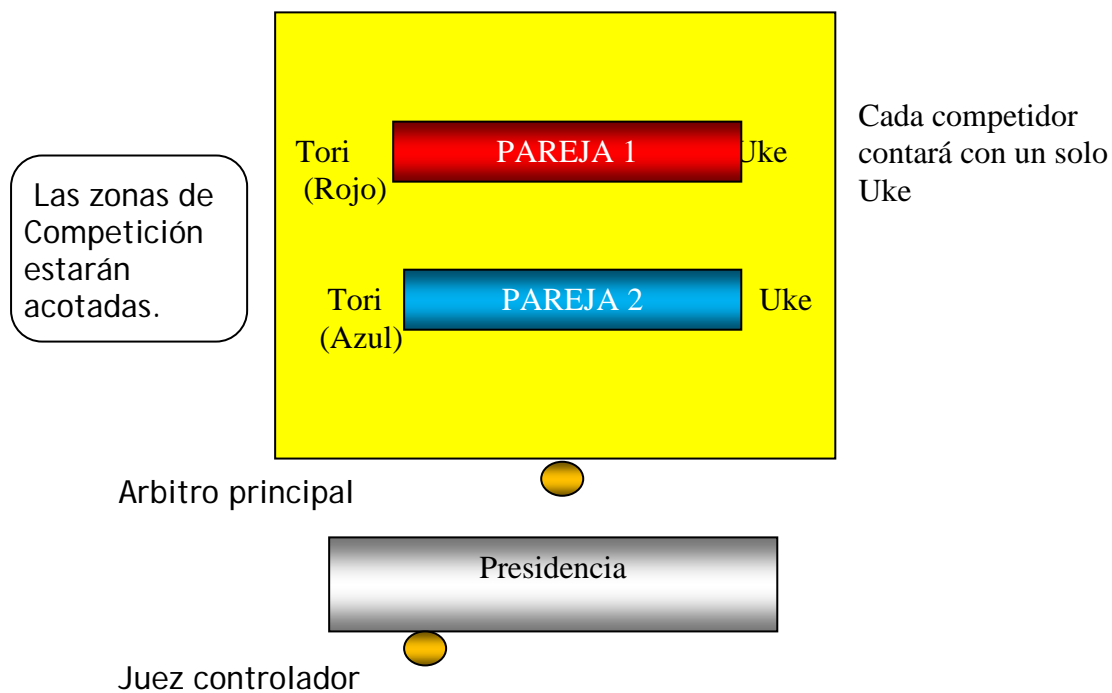 Tori
(Rojo)
PAREJA 1
Uke
Cada competidor
contará con un solo
Uke
Las zonas de
Competición
estarán
acotadas.
Tori
(Azul)
PAREJA 2
Uke
Arbitro principal
Presidencia
Juez controlador